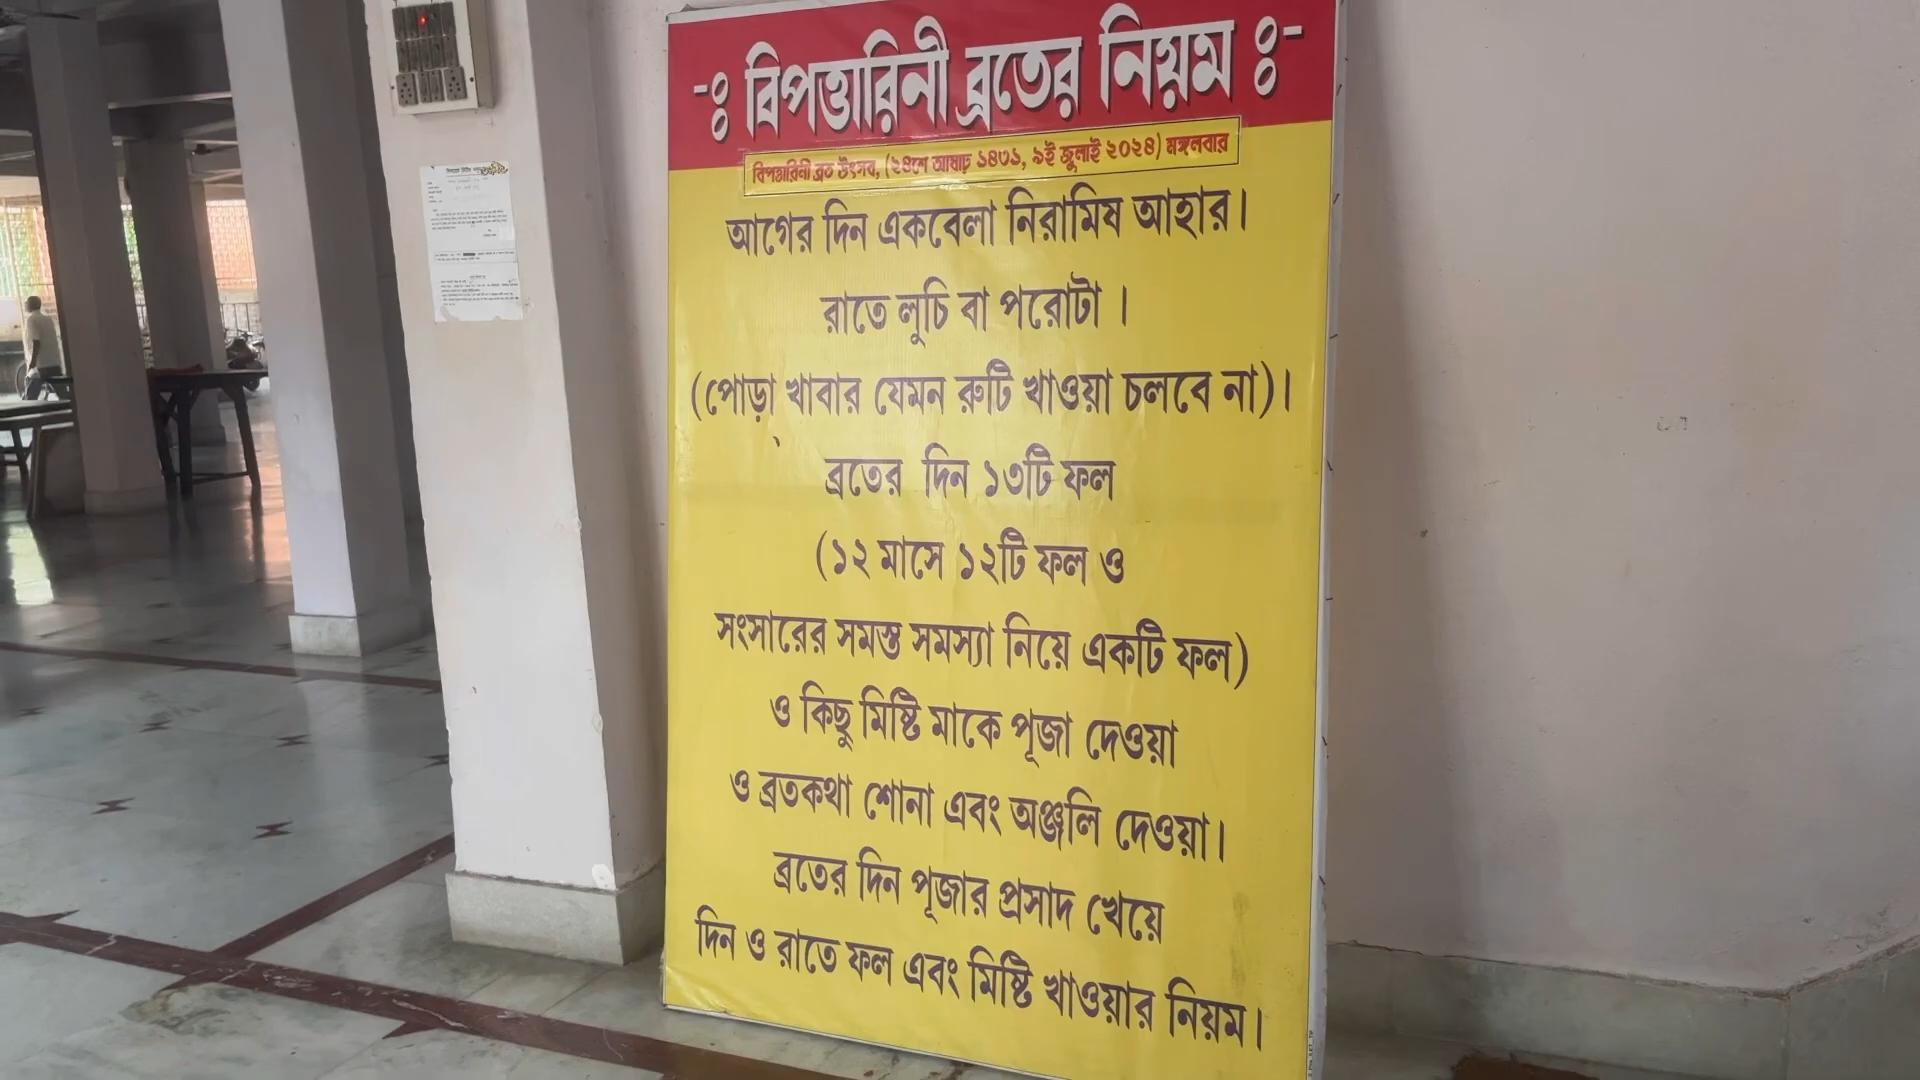 -ঃ বিপত্তারিনী ব্রতের নিয়ম ঃ-
বিপত্তারিনী ব্রত উৎসব, (২৪শে আষাঢ় ১৪৩১, ৯ই জুলাই ২০২৪) মঙ্গলবার
আগের দিন একবেলা নিরামিষ আহার।
রাতে লুচি বা পরোটা ।
(পোড়া খাবার যেমন রুটি খাওয়া চলবে না)।
ব্রতের দিন ১৩টি ফল
(১২ মাসে ১২টি ফল ও
সংসারের সমস্ত সমস্যা নিয়ে একটি ফল)
ও কিছু মিষ্টি মাকে পূজা দেওয়া
ও ব্রতকথা শোনা এবং অঞ্জলি দেওয়া।
ব্রতের দিন পূজার প্রসাদ খেয়ে
দিন ও রাতে ফল এবং মিষ্টি খাওয়ার নিয়ম।